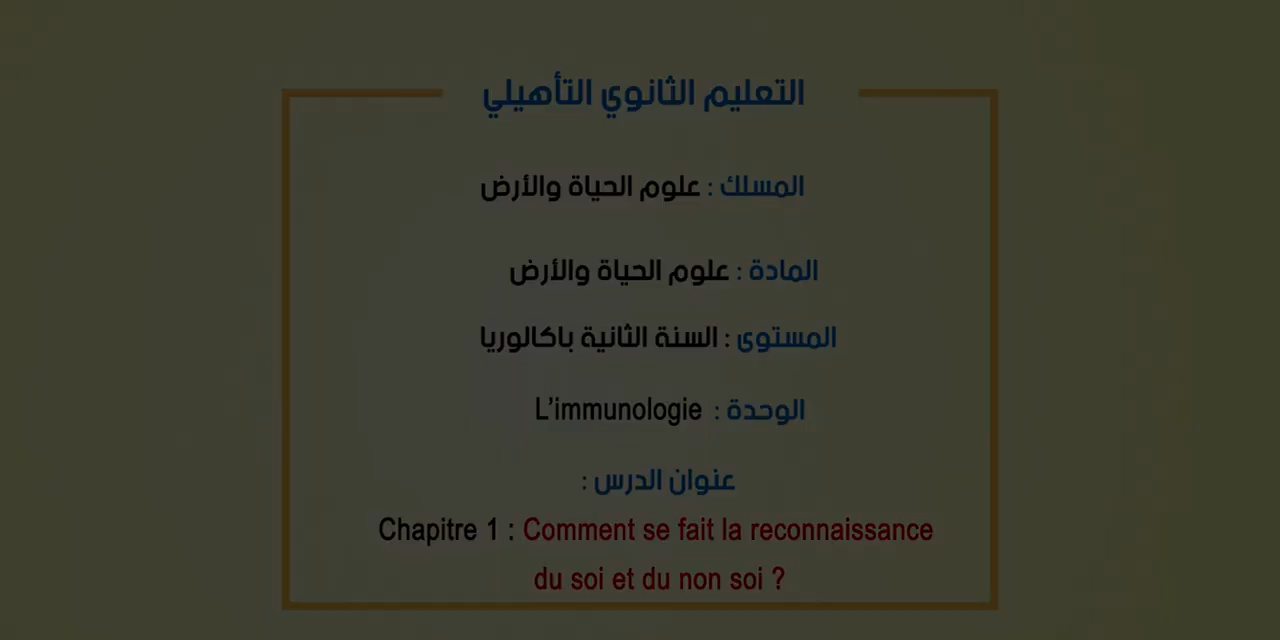 التعليم الثانوي التأهيلي
المسلك : علوم الحياة والأرض
المادة : علوم الحياة والأرض
المستوى : السنة الثانية باكالوريا
الوحدة : L’immunologie
عنوان الدرس :
Chapitre 1 : Comment se fait la reconnaissance
du soi et du non soi ?